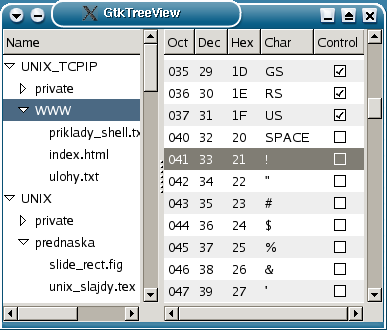 GtkTreeView
Name
UNIX_TCPIP
private
WWW
priklady_shell.tx
index.html
ulohy.txt
UNIX
private
prednaska
slide_rect.fig
unix_slajdy.tex
Oct Dec Hex Char Control
035 29 1D GS
036 30 1E RS
037 31 1F US
040 32 20 SPACE
041 33 21 !
042 34 22 "
043 35 23 #
044 36 24 $
045 37 25 %
046 38 26 &
047 39 27 '